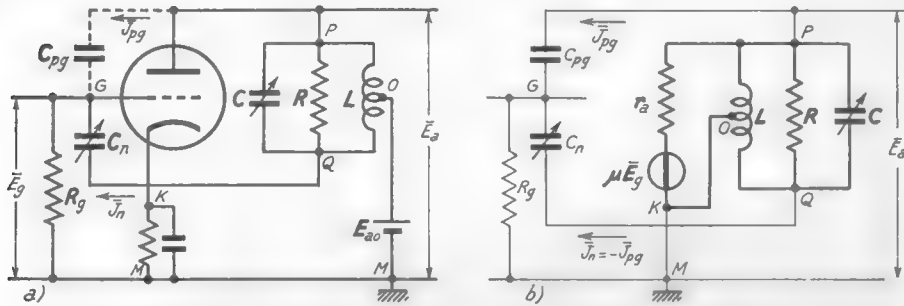 J̄pg
P
Cpg
G
C
R
L
O
Ēa
Cn
Q
Ēg
Rg
J̄n
K
Eao
M
M
a)
J̄pg
P
Cpg
G
ra
O
L
R
C
Ēa
Cn
μĒg
Rg
K
Q
J̄n = -J̄pg
M
b)